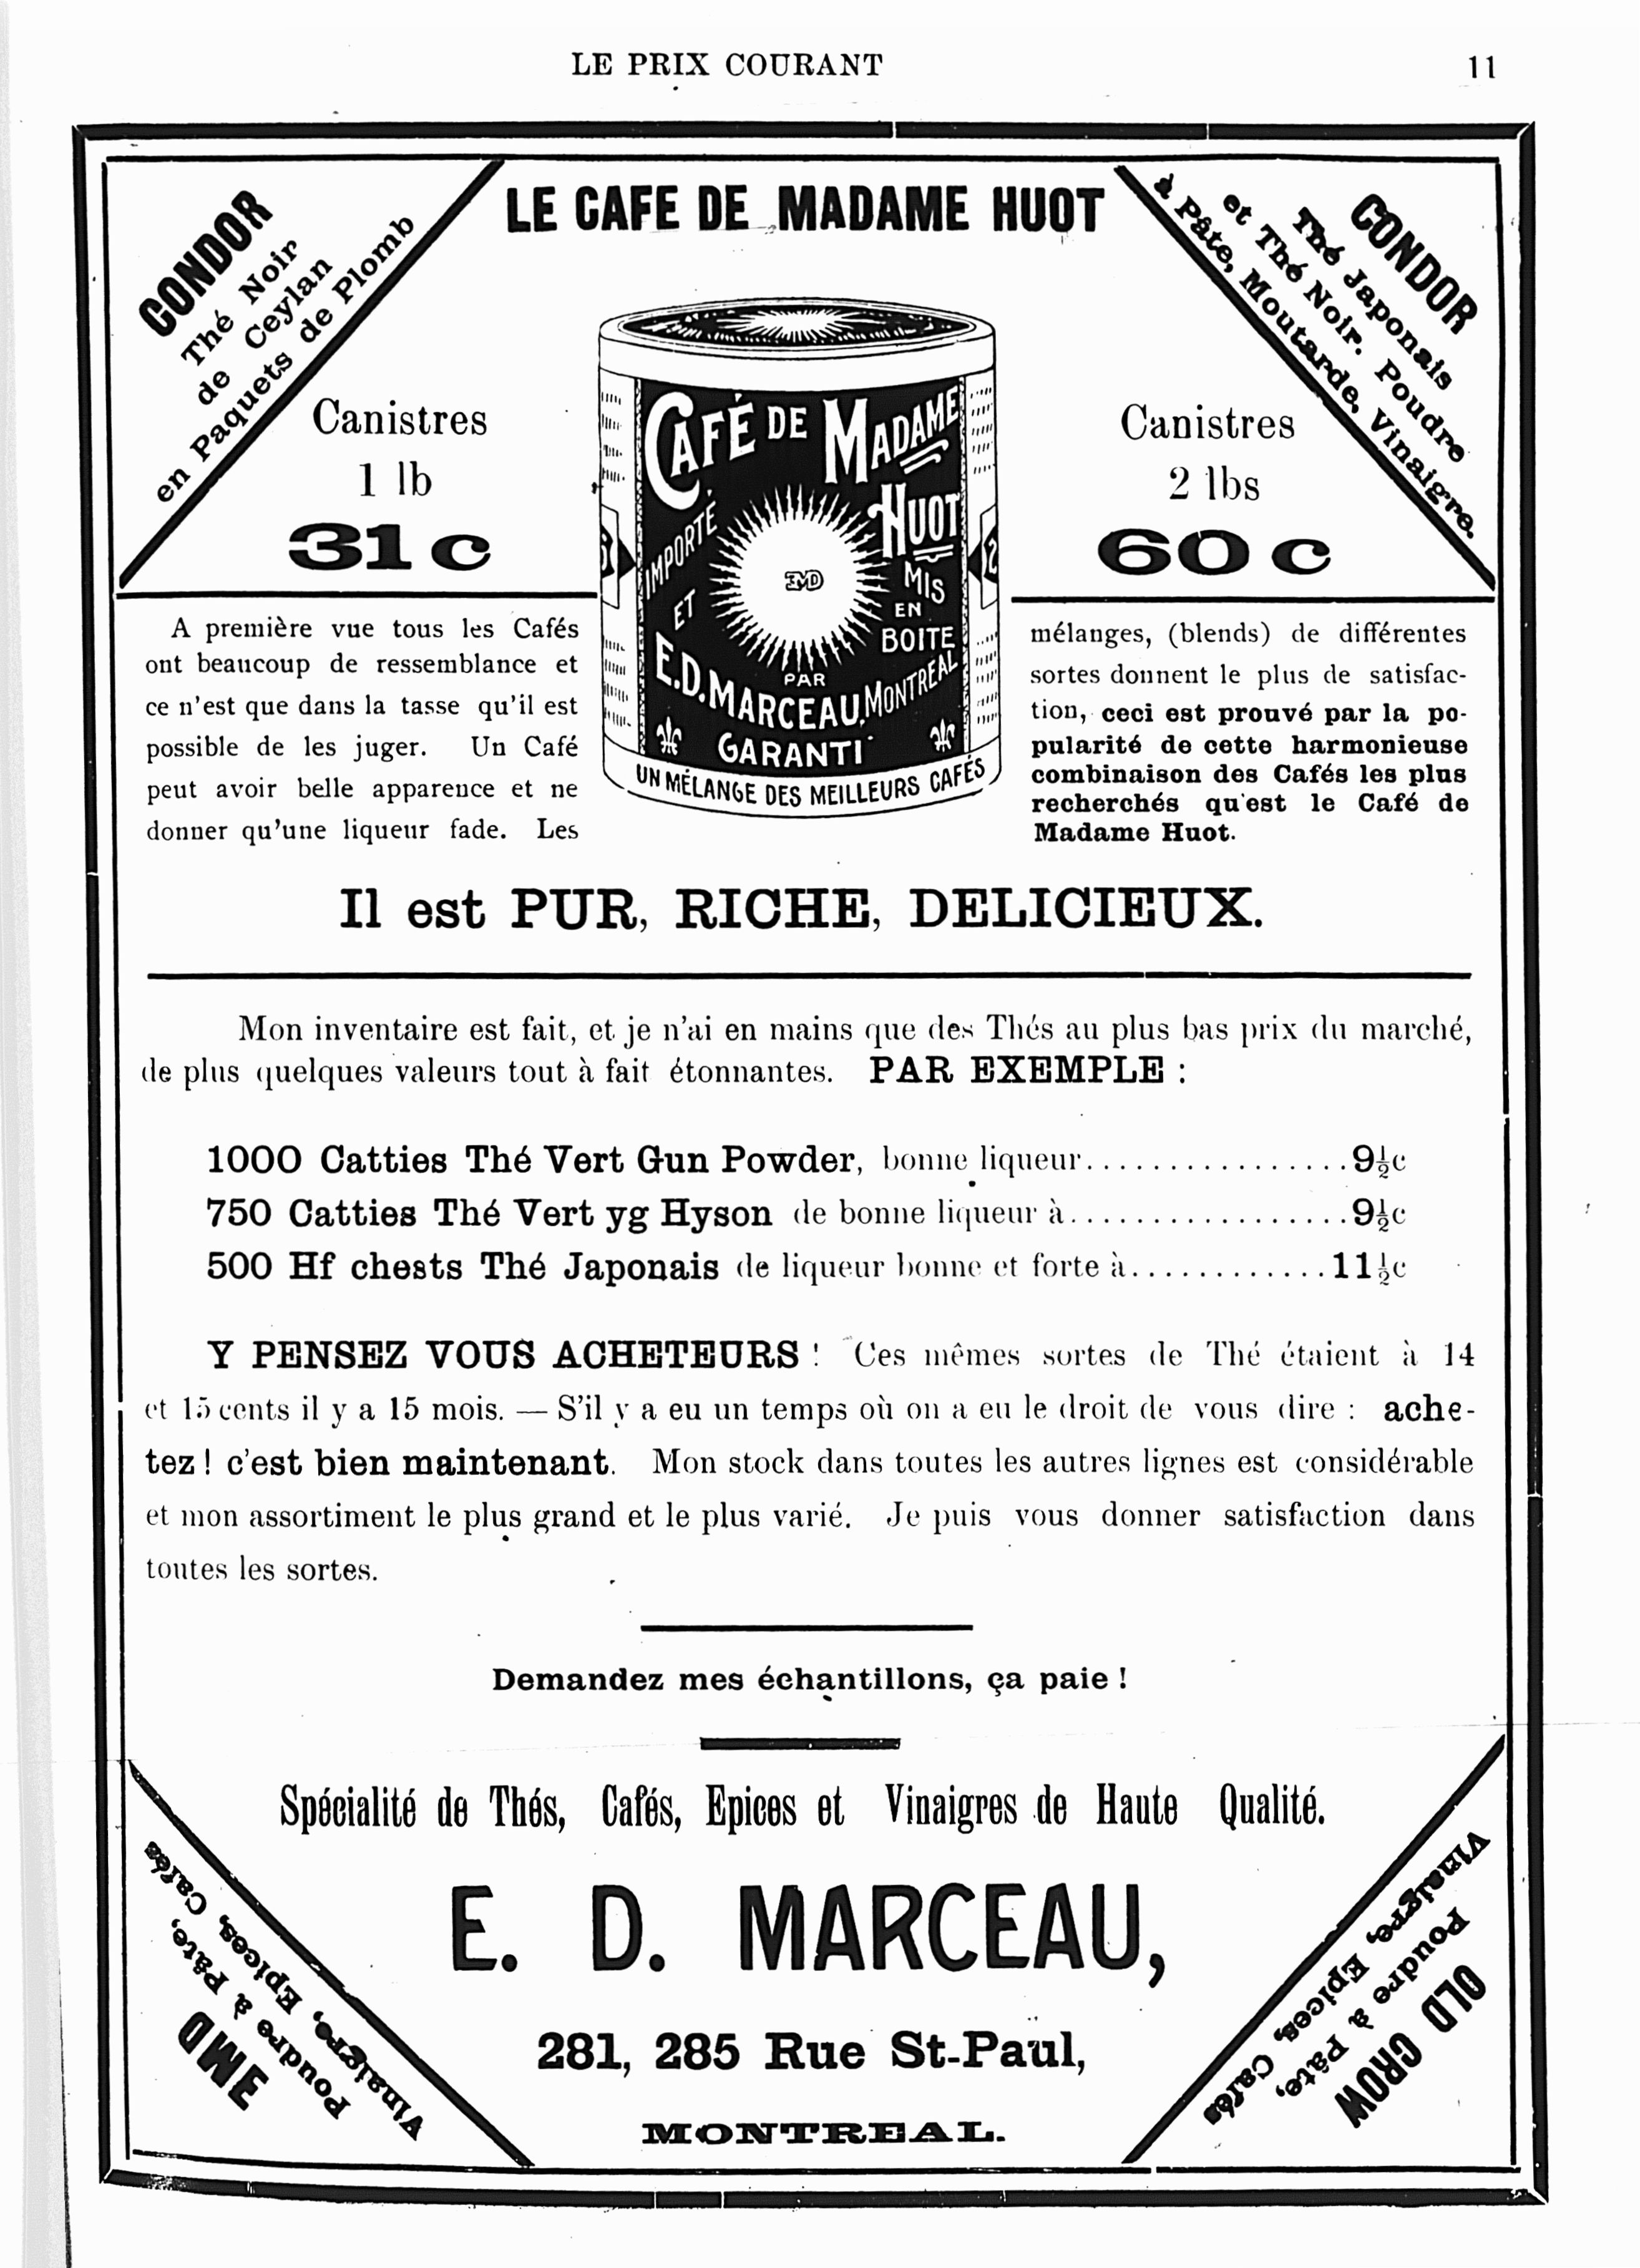 LE PRIX COURANT
11
CONDOR
Thé Noir
de Ceylan
en Paquets de Plomb
LE CAFE DE MADAME HUOT
CONDOR
Thé Japonais
et Thé Noir. Poudre
à Pâte, Moutarde, Vinaigre.
Canistres
1 lb
31c
CAFÉ DE MADAME
HUOT
IMPORTÉ
ET
EMD
MIS
EN
BOITE
PAR
E.D. MARCEAU, MONTREAL
GARANTI
UN MÉLANGE DES MEILLEURS CAFÉS
Canistres
2 lbs
60c
A première vue tous les Cafés
ont beaucoup de ressemblance et
ce n'est que dans la tasse qu'il est
possible de les juger. Un Café
peut avoir belle apparence et ne
donner qu'une liqueur fade. Les
mélanges, (blends) de différentes
sortes donnent le plus de satisfac-
tion, ceci est prouvé par la po-
pularité de cette harmonieuse
combinaison des Cafés les plus
recherchés qu'est le Café de
Madame Huot.
Il est PUR, RICHE, DELICIEUX.
Mon inventaire est fait, et je n'ai en mains que des Thés au plus bas prix du marché,
de plus quelques valeurs tout à fait étonnantes. PAR EXEMPLE :
1000 Catties Thé Vert Gun Powder, bonne liqueur................9½c
750 Catties Thé Vert yg Hyson de bonne liqueur à.................9½c
500 Hf chests Thé Japonais de liqueur bonne et forte à............11½c
Y PENSEZ VOUS ACHETEURS ! Ces mêmes sortes de Thé étaient à 14
et 15 cents il y a 15 mois. — S'il y a eu un temps où on a eu le droit de vous dire : ache-
tez ! c'est bien maintenant. Mon stock dans toutes les autres lignes est considérable
et mon assortiment le plus grand et le plus varié. Je puis vous donner satisfaction dans
toutes les sortes.
Demandez mes échantillons, ça paie !
Spécialité de Thés, Cafés, Epices et Vinaigres de Haute Qualité.
E. D. MARCEAU,
281, 285 Rue St-Paul,
MONTREAL.
EMD
Poudre à Pâte, Cafés
Vinaigre, Epices,
OLD CROW
Poudre à Pâte,
Vinaigre, Epices, Cafés